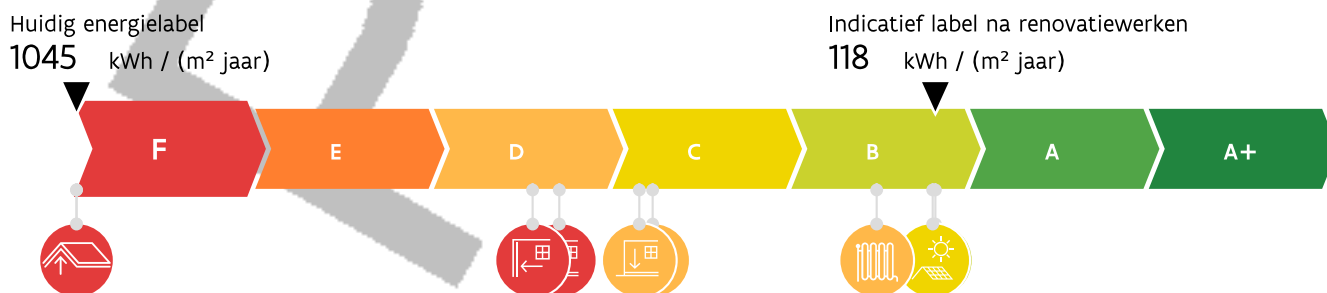 Huidig energielabel
1045 kWh / (m² jaar)
Indicatief label na renovatiewerken
118 kWh / (m² jaar)
F E D C B A A+